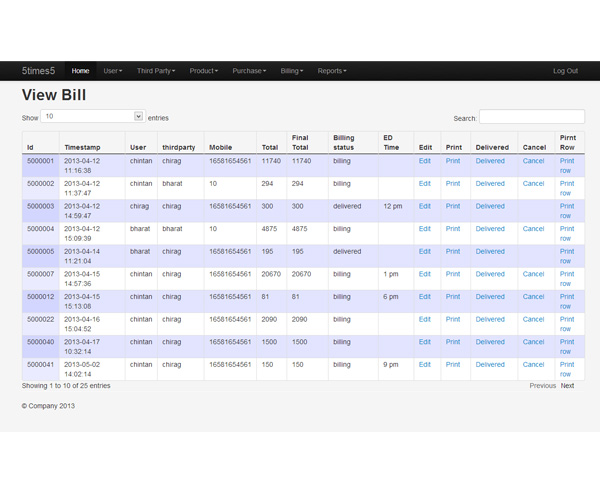 5times5 Home User Third Party Product Purchase Billing Reports Log Out
View Bill
Show 10 entries Search:
Id Timestamp User thirdparty Mobile Total Final Total Billing status ED Time Edit Print Delivered Cancel Pirnt Row
5000001 2013-04-12 11:16:38 chintan chirag 16581654561 11740 11740 billing Edit Print Delivered Cancel Print row
5000002 2013-04-12 11:37:47 chintan bharat 10 294 294 billing Edit Print Delivered Cancel Print row
5000003 2013-04-12 14:59:47 chirag chirag 16581654561 300 300 delivered 12 pm Edit Print Delivered Print row
5000004 2013-04-12 15:09:39 bharat bharat 10 4875 4875 billing Edit Print Delivered Cancel Print row
5000005 2013-04-14 11:21:04 bharat chirag 16581654561 195 195 delivered Edit Print Delivered Print row
5000007 2013-04-15 14:57:36 chintan chirag 16581654561 20670 20670 billing 1 pm Edit Print Delivered Cancel Print row
5000012 2013-04-15 15:13:08 chintan chirag 16581654561 81 81 billing 6 pm Edit Print Delivered Cancel Print row
5000022 2013-04-16 15:04:52 chintan chirag 16581654561 2090 2090 billing Edit Print Delivered Cancel Print row
5000040 2013-04-17 10:32:14 chintan chirag 16581654561 1500 1500 billing Edit Print Delivered Cancel Print row
5000041 2013-05-02 14:02:14 chintan chirag 16581654561 150 150 billing 9 pm Edit Print Delivered Cancel Print row
Showing 1 to 10 of 25 entries Previous Next
© Company 2013